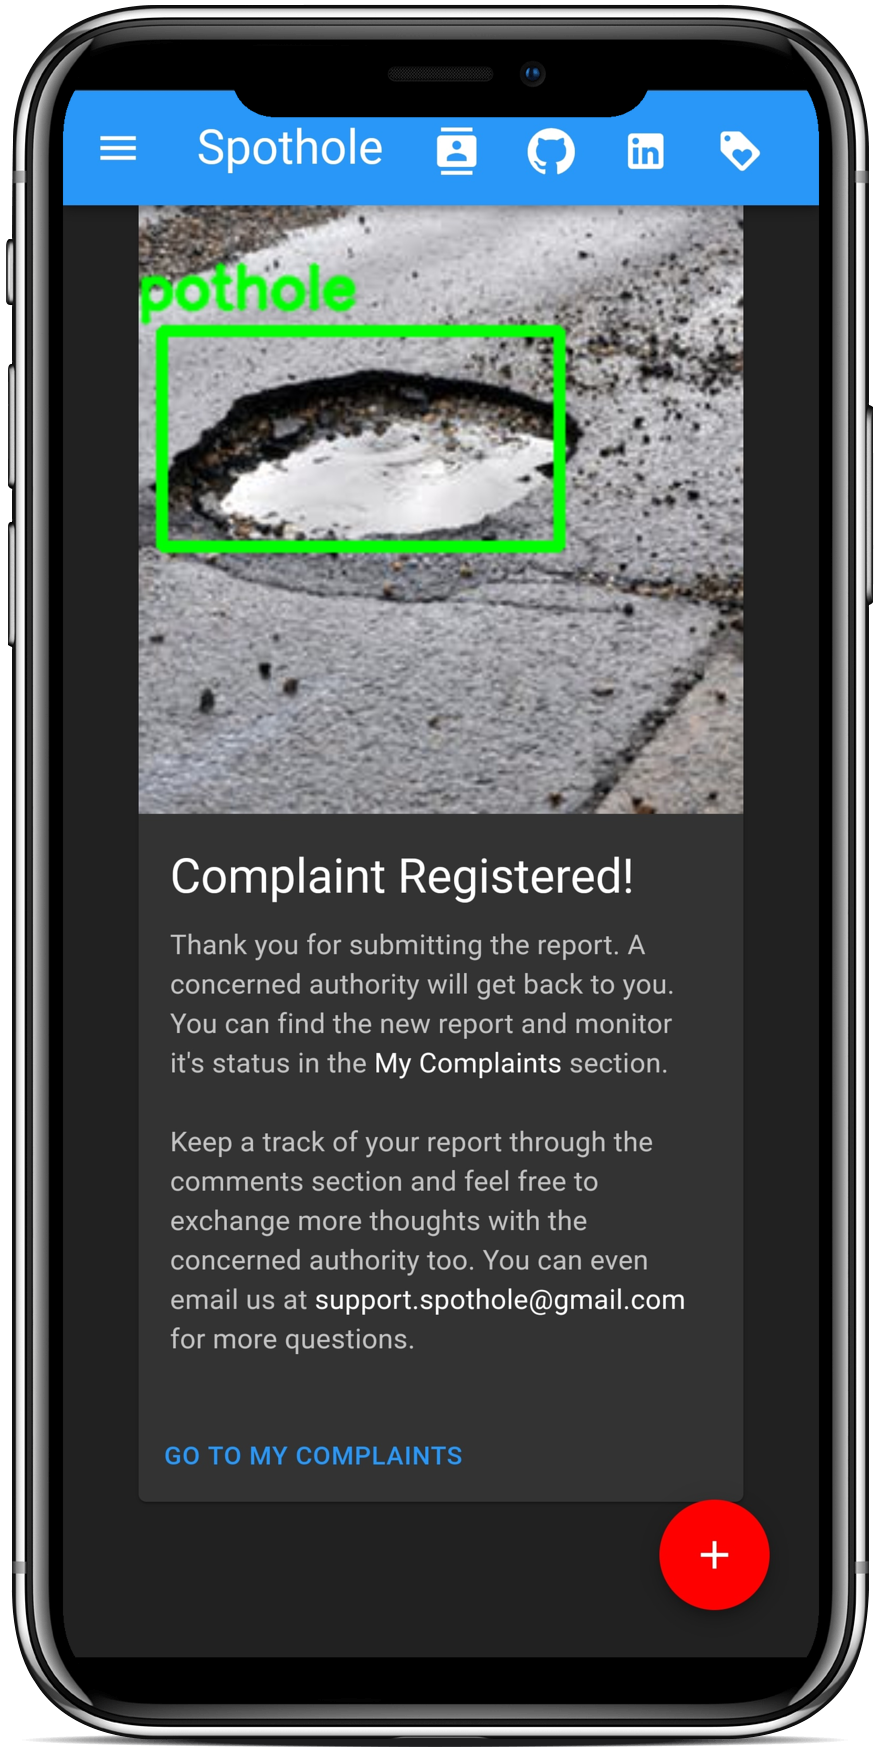 Spothole
in
pothole
Complaint Registered!
Thank you for submitting the report. A
concerned authority will get back to you.
You can find the new report and monitor
it's status in the My Complaints section.
Keep a track of your report through the
comments section and feel free to
exchange more thoughts with the
concerned authority too. You can even
email us at support.spothole@gmail.com
for more questions.
GO TO MY COMPLAINTS
+